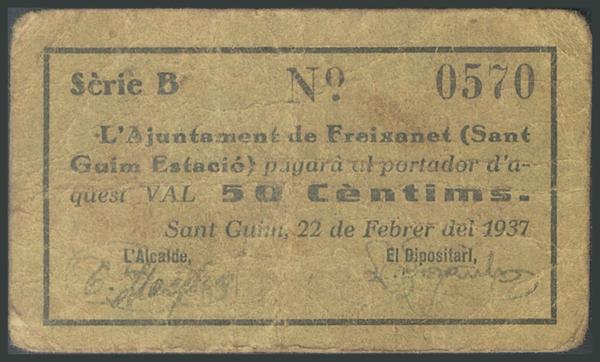 Sèrie B Nº 0570
L'Ajuntament de Freixanet (Sant
Guim Estació) pagarà al portador d'a-
quest VAL 50 Cèntims.
Sant Guim, 22 de Febrer del 1937
L'Alcalde, El Dipositari,